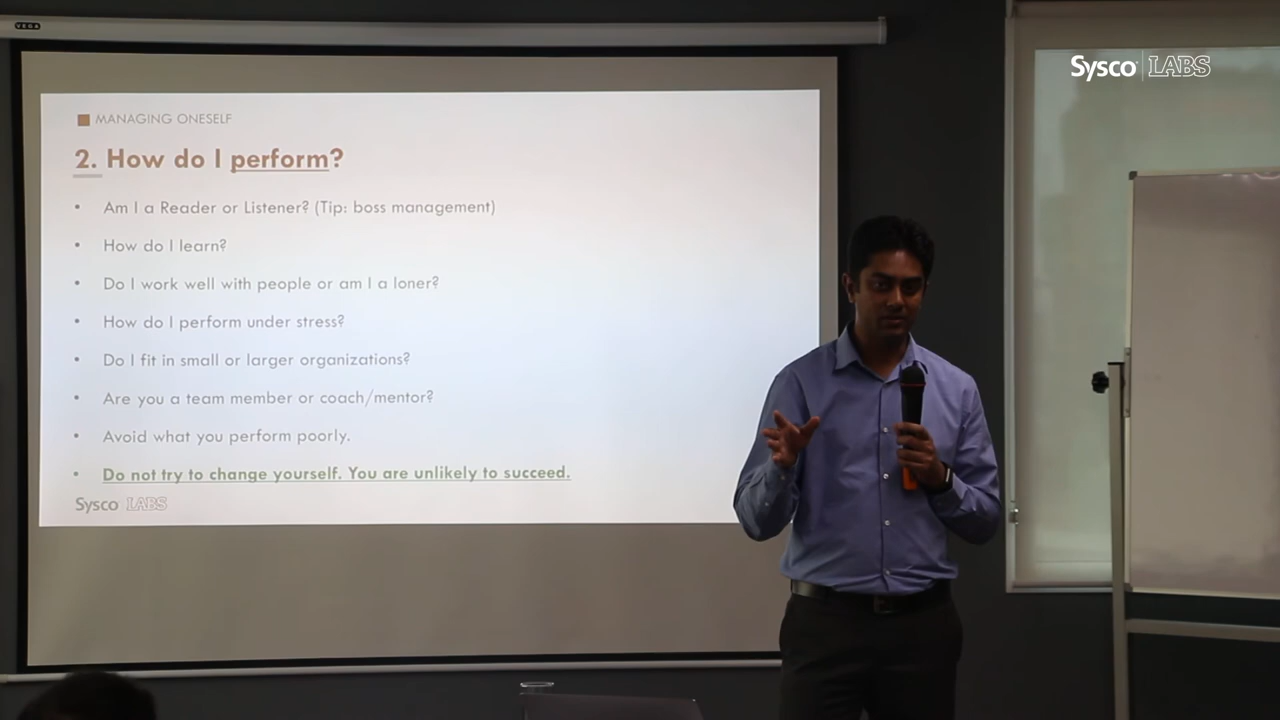 VEGA
Sysco LABS
MANAGING ONESELF
2. How do I perform?
• Am I a Reader or Listener? (Tip: boss management)
• How do I learn?
• Do I work well with people or am I a loner?
• How do I perform under stress?
• Do I fit in small or larger organizations?
• Are you a team member or coach/mentor?
• Avoid what you perform poorly.
• Do not try to change yourself. You are unlikely to succeed.
Sysco LABS